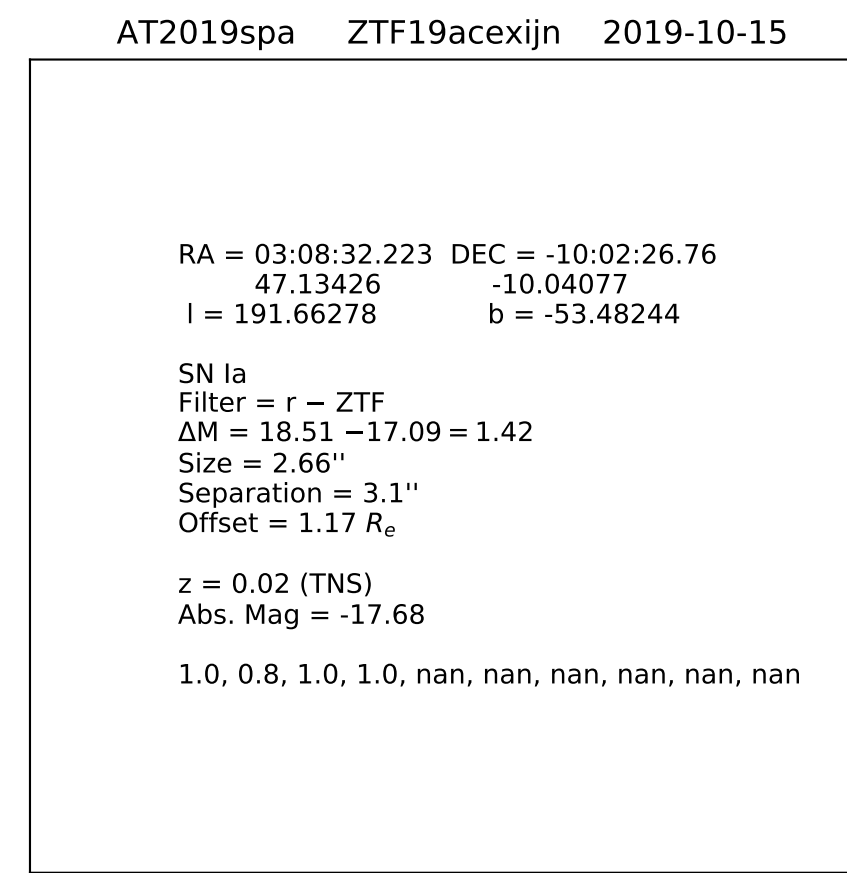 AT2019spa ZTF19acexijn 2019-10-15
RA = 03:08:32.223 DEC = -10:02:26.76
47.13426 -10.04077
l = 191.66278 b = -53.48244
SN Ia
Filter = r − ZTF
ΔM = 18.51 −17.09 = 1.42
Size = 2.66''
Separation = 3.1''
Offset = 1.17 Rₑ
z = 0.02 (TNS)
Abs. Mag = -17.68
1.0, 0.8, 1.0, 1.0, nan, nan, nan, nan, nan, nan